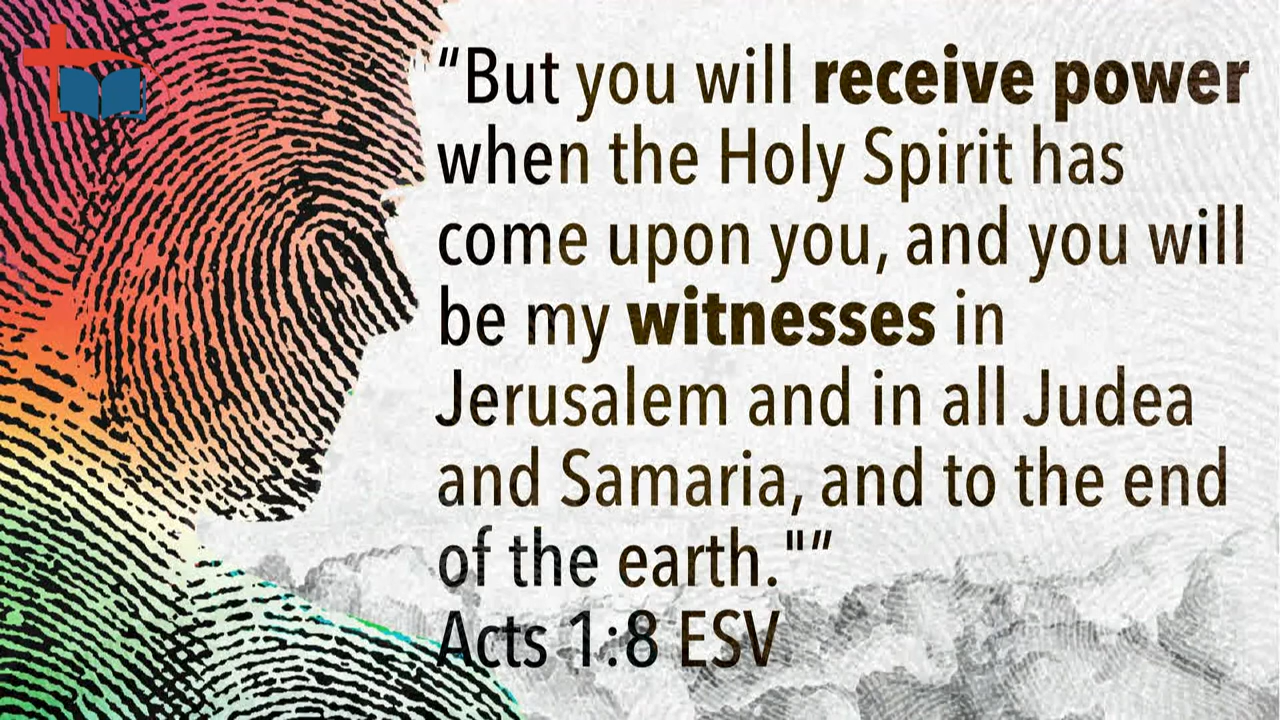 “But you will receive power
when the Holy Spirit has
come upon you, and you will
be my witnesses in
Jerusalem and in all Judea
and Samaria, and to the end
of the earth."”
Acts 1:8 ESV